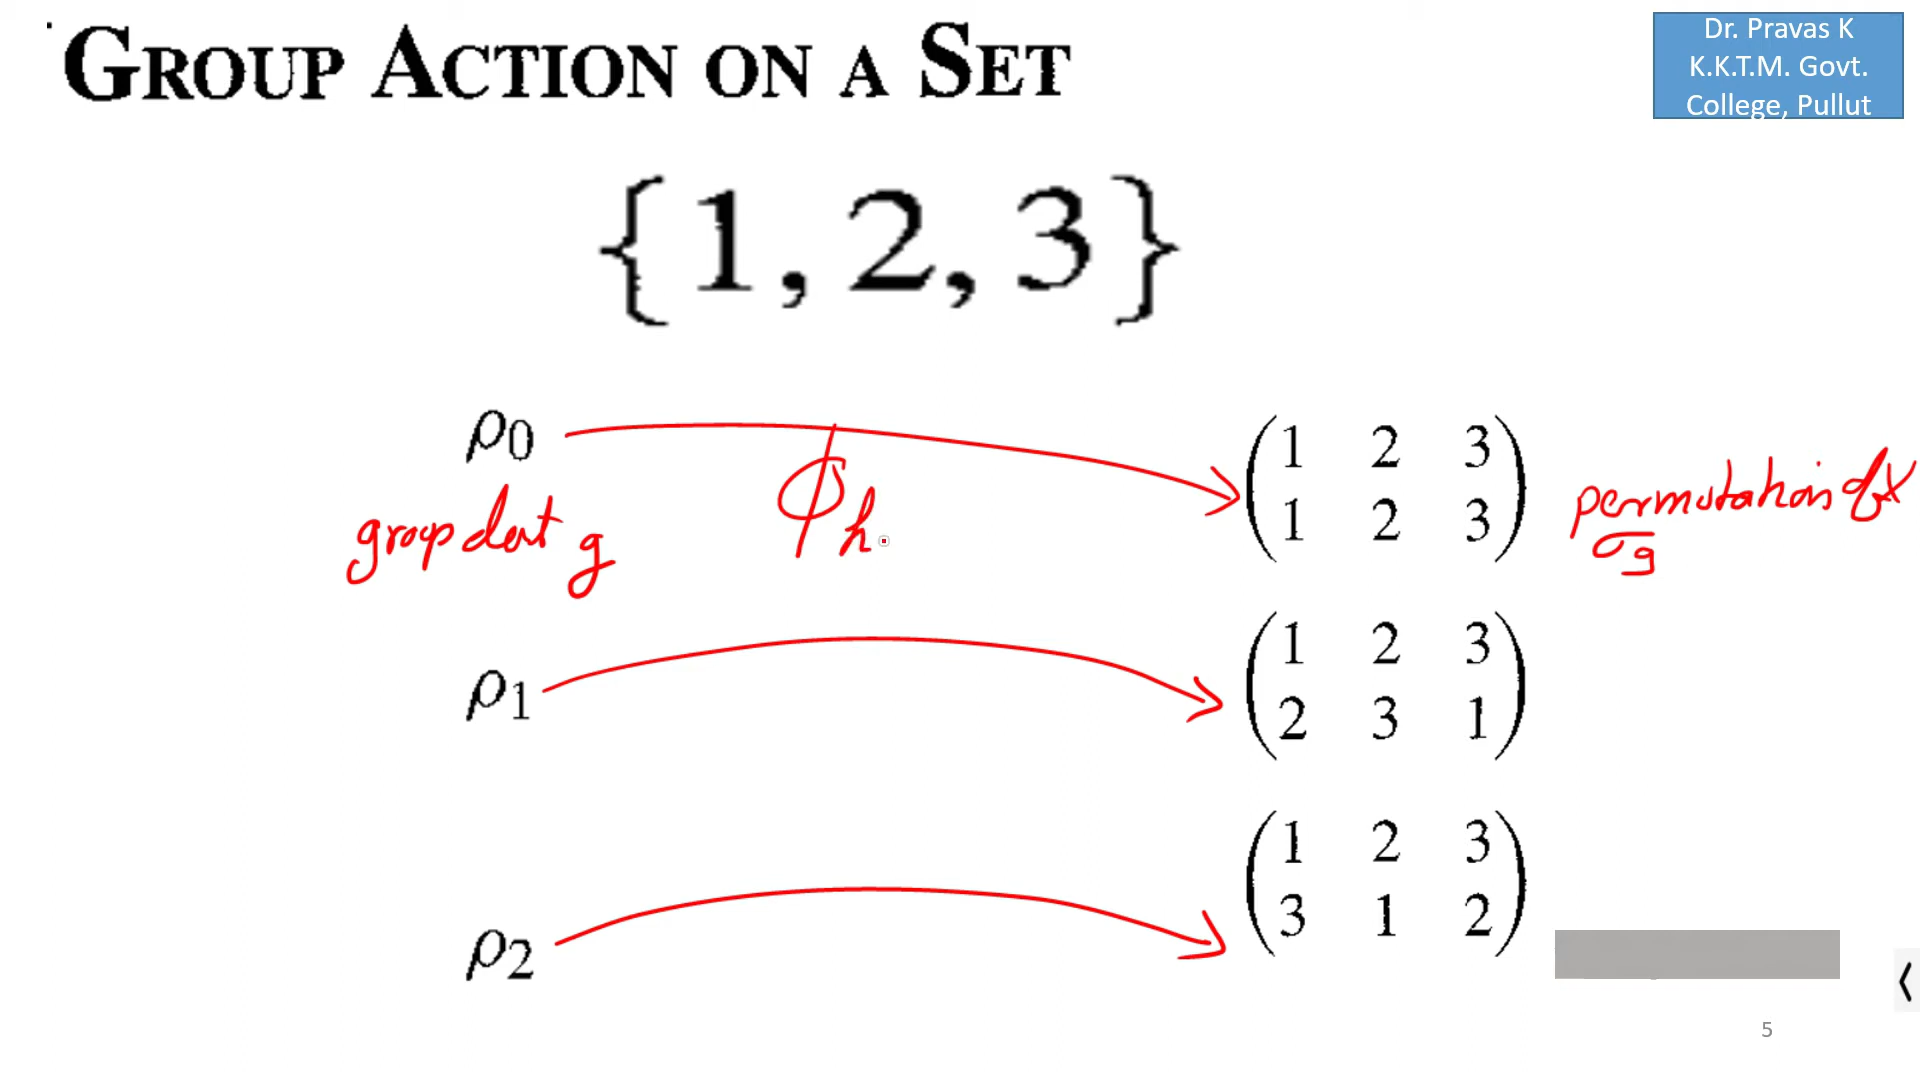 GROUP ACTION ON A SET
Dr. Pravas K
K.K.T.M. Govt.
College, Pullut
{1, 2, 3}
ρ0
ϕ h
(1 2 3
1 2 3)
group g
permutation of X
σg
ρ1
(1 2 3
2 3 1)
ρ2
(1 2 3
3 1 2)
5